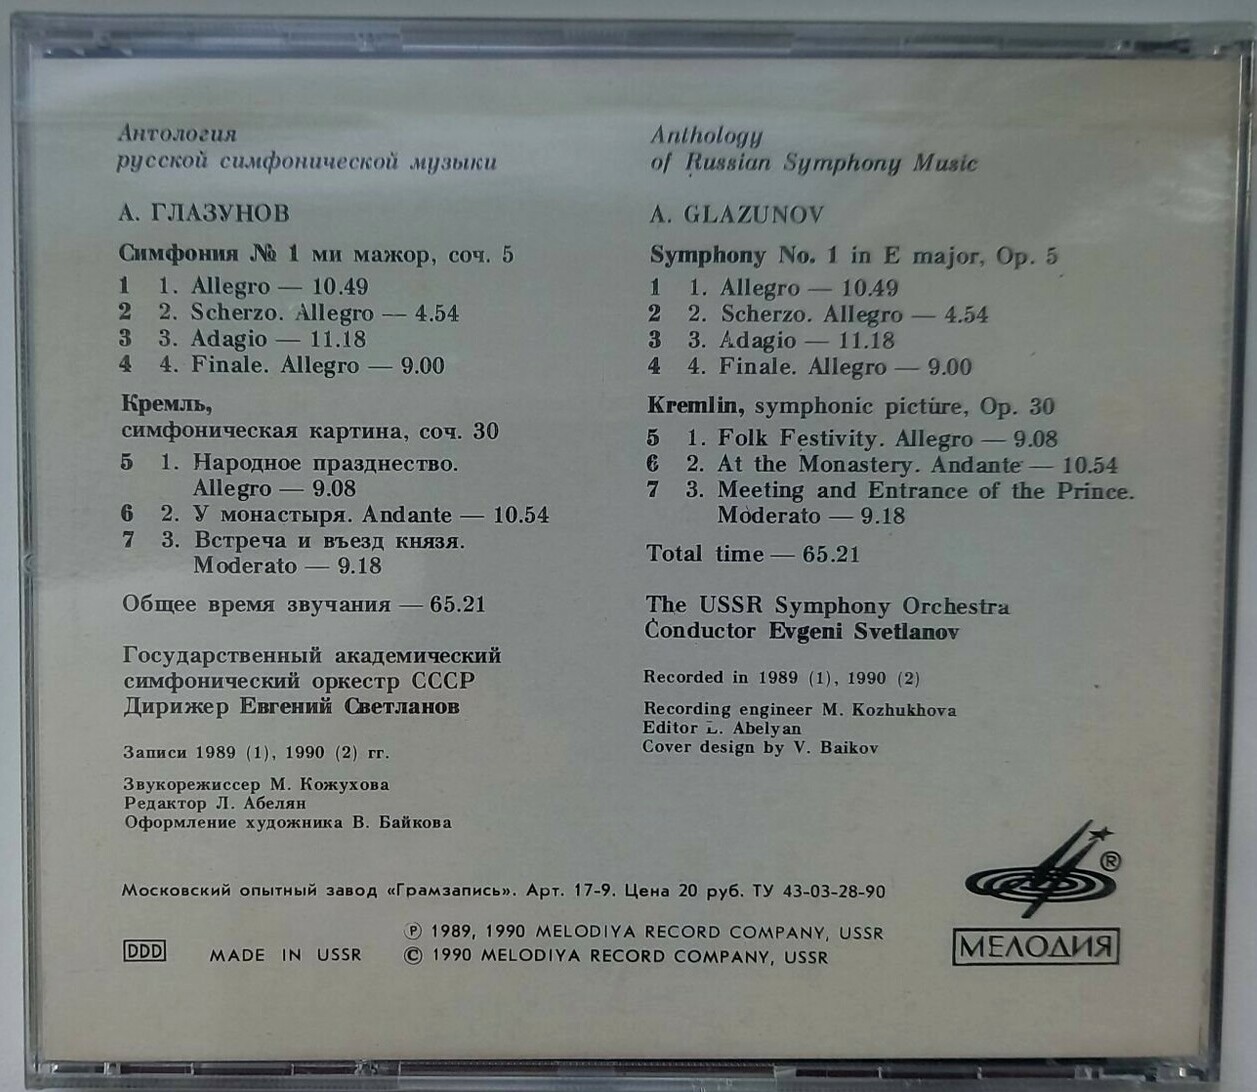 Антология
русской симфонической музыки
А. ГЛАЗУНОВ
Симфония № 1 ми мажор, соч. 5
1 1. Allegro — 10.49
2 2. Scherzo. Allegro — 4.54
3 3. Adagio — 11.18
4 4. Finale. Allegro — 9.00
Кремль,
симфоническая картина, соч. 30
5 1. Народное празднество.
Allegro — 9.08
6 2. У монастыря. Andante — 10.54
7 3. Встреча и въезд князя.
Moderato — 9.18
Общее время звучания — 65.21
Государственный академический
симфонический оркестр СССР
Дирижер Евгений Светланов
Записи 1989 (1), 1990 (2) гг.
Звукорежиссер М. Кожухова
Редактор Л. Абелян
Оформление художника В. Байкова
Anthology
of Russian Symphony Music
A. GLAZUNOV
Symphony No. 1 in E major, Op. 5
1 1. Allegro — 10.49
2 2. Scherzo. Allegro — 4.54
3 3. Adagio — 11.18
4 4. Finale. Allegro — 9.00
Kremlin, symphonic picture, Op. 30
5 1. Folk Festivity. Allegro — 9.08
6 2. At the Monastery. Andante — 10.54
7 3. Meeting and Entrance of the Prince.
Moderato — 9.18
Total time — 65.21
The USSR Symphony Orchestra
Conductor Evgeni Svetlanov
Recorded in 1989 (1), 1990 (2)
Recording engineer M. Kozhukhova
Editor L. Abelyan
Cover design by V. Baikov
Московский опытный завод «Грамзапись». Арт. 17-9. Цена 20 руб. ТУ 43-03-28-90
DDD MADE IN USSR
℗ 1989, 1990 MELODIYA RECORD COMPANY, USSR
© 1990 MELODIYA RECORD COMPANY, USSR
®
МЕЛОДИЯ